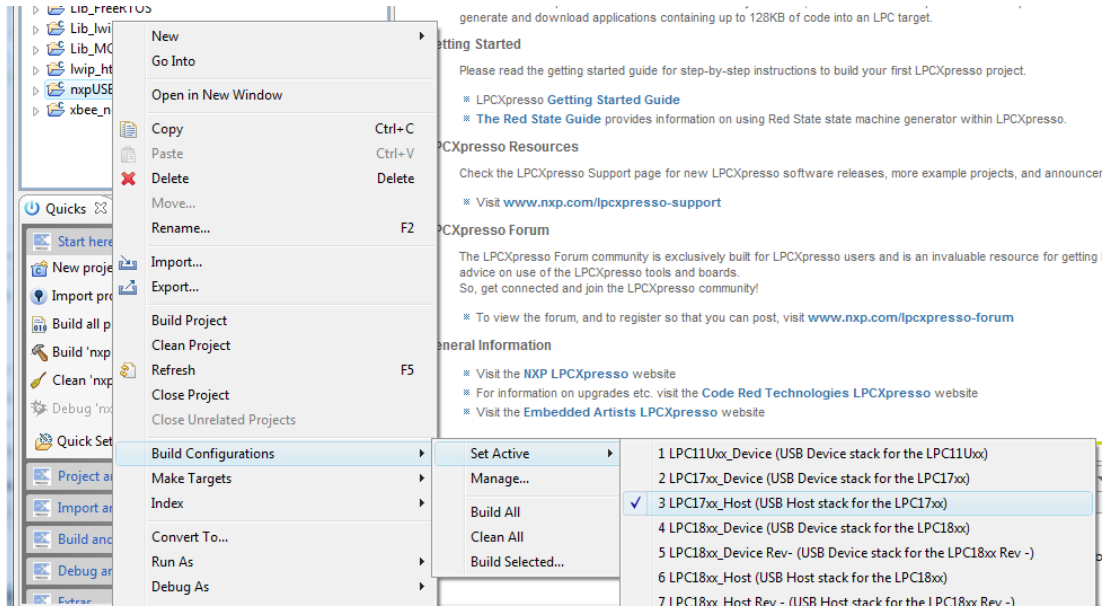 Lib_FreeRTOS
Lib_lwi
Lib_MC
lwip_ht
nxpUSE
xbee_n
Quicks
Start here
New proje
Import pro
Build all p
Build 'nxp
Clean 'nxp
Debug 'nx
Quick Set
Project a
Import a
Build and
Debug a
Extras
New
Go Into
Open in New Window
Copy Ctrl+C
Paste Ctrl+V
Delete Delete
Move...
Rename... F2
Import...
Export...
Build Project
Clean Project
Refresh F5
Close Project
Close Unrelated Projects
Build Configurations
Make Targets
Index
Convert To...
Run As
Debug As
Set Active
Manage...
Build All
Clean All
Build Selected...
1 LPC11Uxx_Device (USB Device stack for the LPC11Uxx)
2 LPC17xx_Device (USB Device stack for the LPC17xx)
3 LPC17xx_Host (USB Host stack for the LPC17xx)
4 LPC18xx_Device (USB Device stack for the LPC18xx)
5 LPC18xx_Device Rev- (USB Device stack for the LPC18xx Rev -)
6 LPC18xx_Host (USB Host stack for the LPC18xx)
7 LPC18xx_Host Rev - (USB Host stack for the LPC18xx Rev -)
generate and download applications containing up to 128KB of code into an LPC target.
etting Started
Please read the getting started guide for step-by-step instructions to build your first LPCXpresso project.
LPCXpresso Getting Started Guide
The Red State Guide provides information on using Red State state machine generator within LPCXpresso.
PCXpresso Resources
Check the LPCXpresso Support page for new LPCXpresso software releases, more example projects, and announcer
Visit www.nxp.com/lpcxpresso-support
PCXpresso Forum
The LPCXpresso Forum community is exclusively built for LPCXpresso users and is an invaluable resource for getting
advice on use of the LPCXpresso tools and boards.
So, get connected and join the LPCXpresso community!
To view the forum, and to register so that you can post, visit www.nxp.com/lpcxpresso-forum
eneral Information
Visit the NXP LPCXpresso website
For information on upgrades etc. visit the Code Red Technologies LPCXpresso website
Visit the Embedded Artists LPCXpresso website